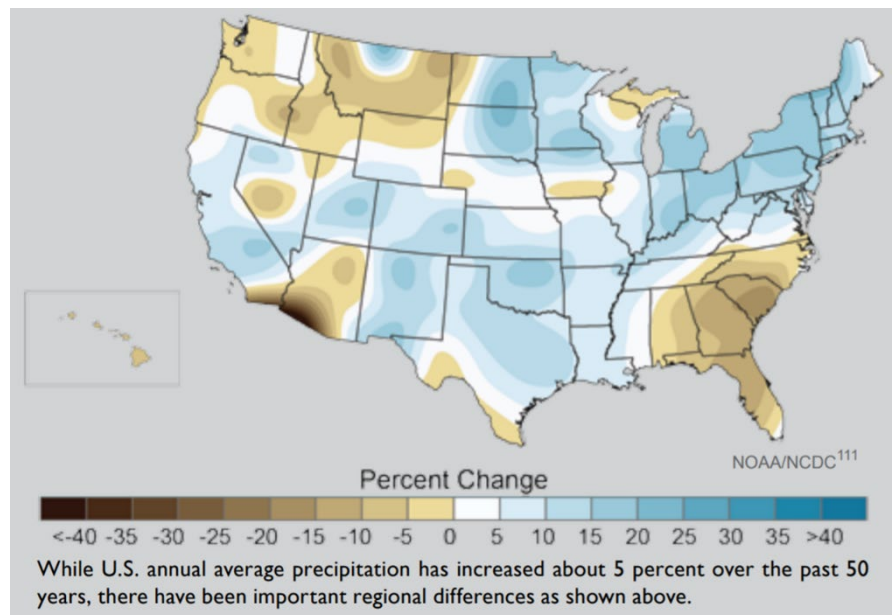 NOAA/NCDC111
Percent Change
<-40 -35 -30 -25 -20 -15 -10 -5 0 5 10 15 20 25 30 35 >40
While U.S. annual average precipitation has increased about 5 percent over the past 50
years, there have been important regional differences as shown above.